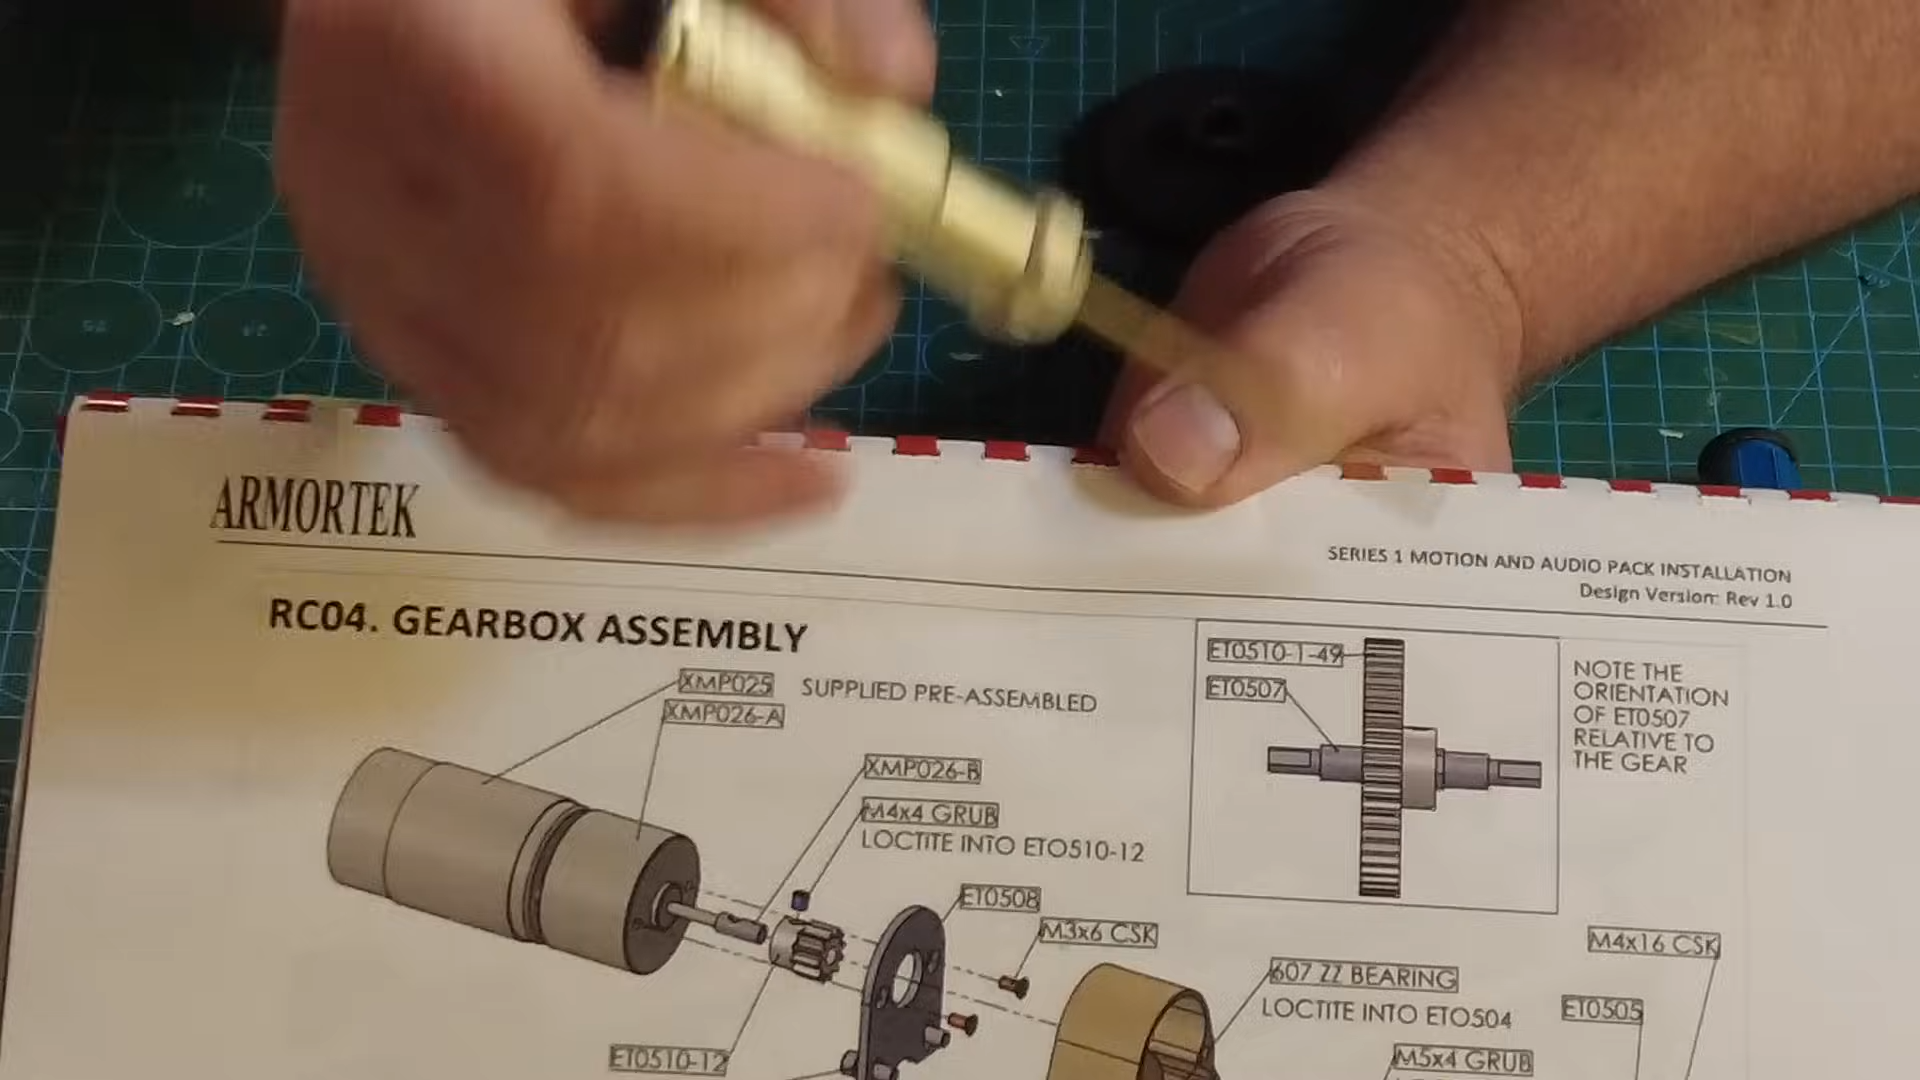 ARMORTEK
SERIES 1 MOTION AND AUDIO PACK INSTALLATION
Design Version: Rev 1.0
RC04. GEARBOX ASSEMBLY
XMP025
SUPPLIED PRE-ASSEMBLED
XMP026-A
XMP026-B
M4x4 GRUB
LOCTITE INTO ETO510-12
ET0508
M3x6 CSK
ET0510-1-49
ET0507
NOTE THE
ORIENTATION
OF ET0507
RELATIVE TO
THE GEAR
M4x16 CSK
607 ZZ BEARING
LOCTITE INTO ETO504
ET0505
M5x4 GRUB
ET0510-12